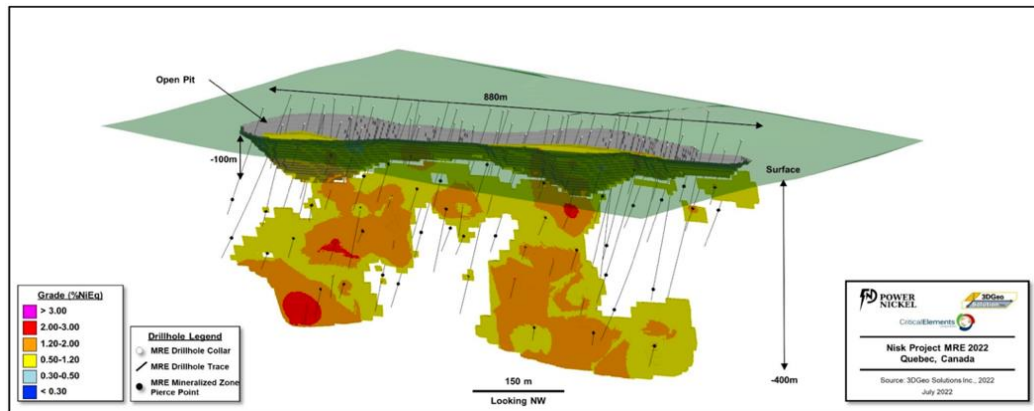 Open Pit
880m
-100m
Surface
-400m
Grade (%NiEq)
> 3.00
2.00-3.00
1.20-2.00
0.50-1.20
0.30-0.50
< 0.30
Drillhole Legend
MRE Drillhole Collar
MRE Drillhole Trace
MRE Mineralized Zone
Pierce Point
150 m
Looking NW
POWER
NICKEL
3DGeo
CriticalElements
Nisk Project MRE 2022
Quebec, Canada
Source: 3DGeo Solutions Inc., 2022
July 2022